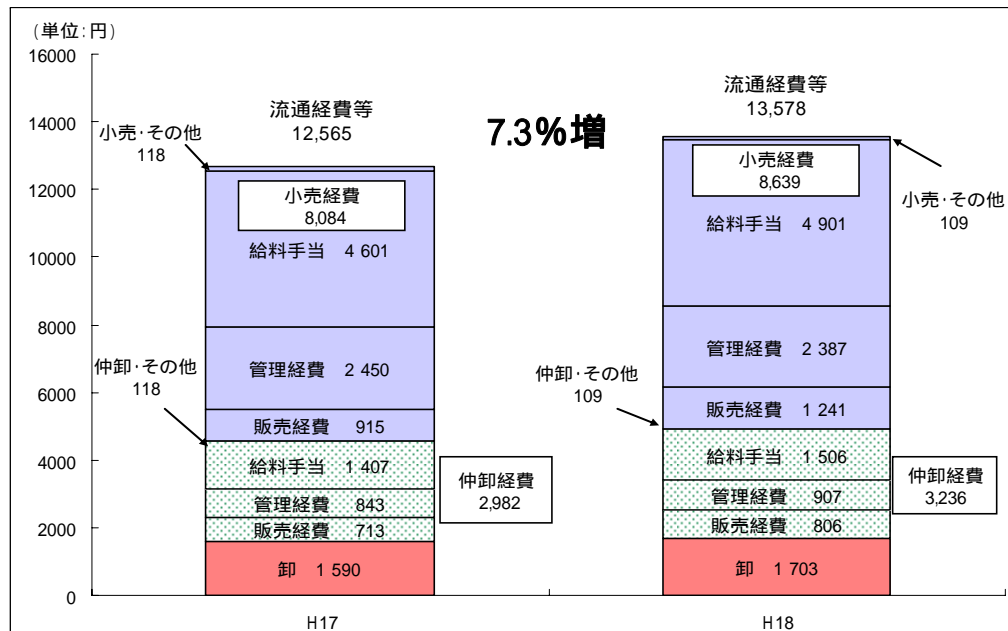 (単位:円)
16000
14000
12000
10000
8000
6000
4000
2000
0
流通経費等
12,565
小売･その他
118
小売経費
8,084
給料手当 4 601
管理経費 2 450
販売経費 915
仲卸･その他
118
給料手当 1 407
管理経費 843
販売経費 713
仲卸経費
2,982
卸 1 590
H17
7.3%増
流通経費等
13,578
小売経費
8,639
小売･その他
109
給料手当 4 901
管理経費 2 387
販売経費 1 241
仲卸･その他
109
給料手当 1 506
管理経費 907
販売経費 806
仲卸経費
3,236
卸 1 703
H18